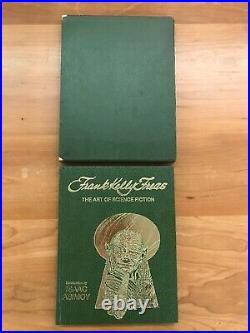 Frank Kelly Freas
THE ART OF SCIENCE FICTION
Introduction by
ISAAC
ASIMOV